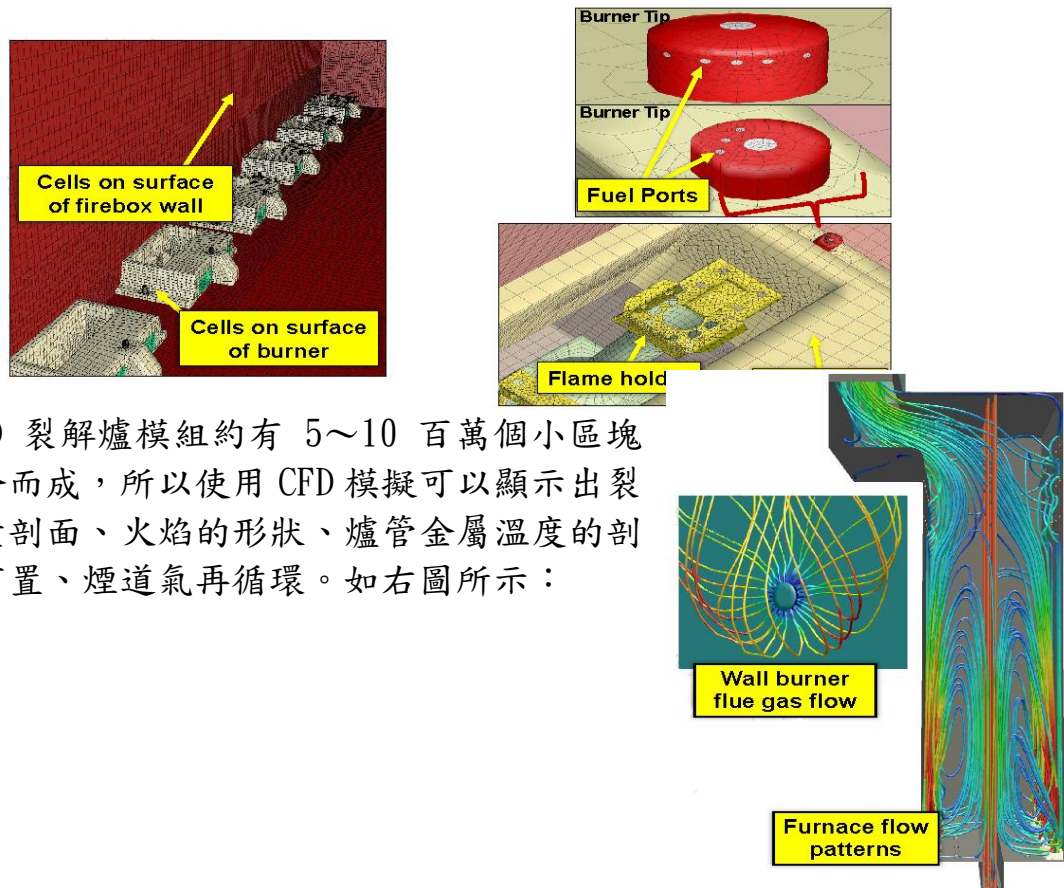 Burner Tip
Burner Tip
Fuel Ports
Cells on surface
of firebox wall
Cells on surface
of burner
Flame hold
裂解爐模組約有 5～10 百萬個小區塊
而成，所以使用 CFD 模擬可以顯示出裂
剖面、火焰的形狀、爐管金屬溫度的剖
置、煙道氣再循環。如右圖所示：
Wall burner
flue gas flow
Furnace flow
patterns